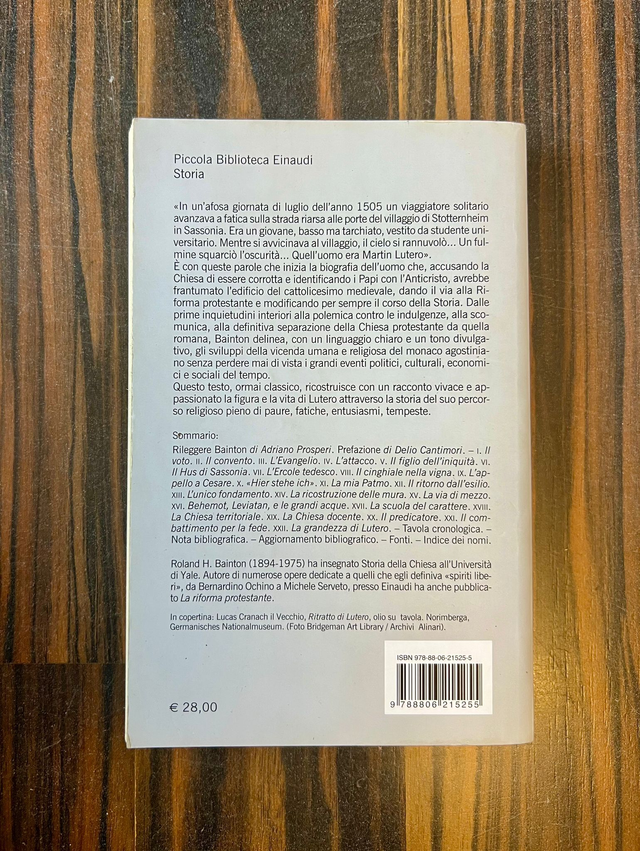 Piccola Biblioteca Einaudi
Storia
«In un'afosa giornata di luglio dell'anno 1505 un viaggiatore solitario
avanzava a fatica sulla strada riarsa alle porte del villaggio di Stotternheim
in Sassonia. Era un giovane, basso ma tarchiato, vestito da studente uni-
versitario. Mentre si avvicinava al villaggio, il cielo si rannuvolò... Un ful-
mine squarciò l'oscurità... Quell'uomo era Martin Lutero».
È con queste parole che inizia la biografia dell'uomo che, accusando la
Chiesa di essere corrotta e identificando i Papi con l'Anticristo, avrebbe
frantumato l'edificio del cattolicesimo medievale, dando il via alla Ri-
forma protestante e modificando per sempre il corso della Storia. Dalle
prime inquietudini interiori alla polemica contro le indulgenze, alla sco-
munica, alla definitiva separazione della Chiesa protestante da quella
romana, Bainton delinea, con un linguaggio chiaro e un tono divulga-
tivo, gli sviluppi della vicenda umana e religiosa del monaco agostinia-
no senza perdere mai di vista i grandi eventi politici, culturali, economi-
ci e sociali del tempo.
Questo testo, ormai classico, ricostruisce con un racconto vivace e ap-
passionato la figura e la vita di Lutero attraverso la storia del suo percor-
so religioso pieno di paure, fatiche, entusiasmi, tempeste.
Sommario:
Rileggere Bainton di Adriano Prosperi. Prefazione di Delio Cantimori. – I. Il
voto. II. Il convento. III. L'Evangelio. IV. L'attacco. V. Il figlio dell'iniquità. VI.
Il Hus di Sassonia. VII. L'Ercole tedesco. VIII. Il cinghiale nella vigna. IX. L'ap-
pello a Cesare. X. «Hier stehe ich». XI. La mia Patmo. XII. Il ritorno dall'esilio.
XIII. L'unico fondamento. XIV. La ricostruzione delle mura. XV. La via di mezzo.
XVI. Behemot, Leviatan, e le grandi acque. XVII. La scuola del carattere. XVIII.
La Chiesa territoriale. XIX. La Chiesa docente. XX. Il predicatore. XXI. Il com-
battimento per la fede. XXII. La grandezza di Lutero. – Tavola cronologica. –
Nota bibliografica. – Aggiornamento bibliografico. – Fonti. – Indice dei nomi.
Roland H. Bainton (1894-1975) ha insegnato Storia della Chiesa all'Università
di Yale. Autore di numerose opere dedicate a quelli che egli definiva «spiriti libe-
ri», da Bernardino Ochino a Michele Serveto, presso Einaudi ha anche pubblica-
to La riforma protestante.
In copertina: Lucas Cranach il Vecchio, Ritratto di Lutero, olio su tavola. Norimberga,
Germanisches Nationalmuseum. (Foto Bridgeman Art Library / Archivi Alinari).
ISBN 978-88-06-21525-5
9 788806 215255
€ 28,00